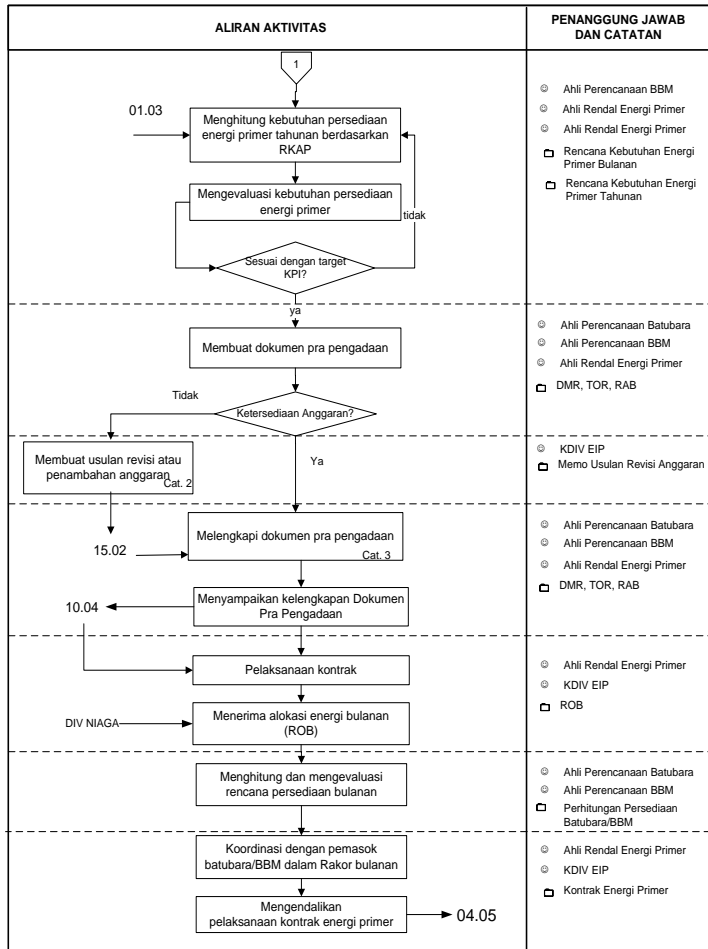 ALIRAN AKTIVITAS
PENANGGUNG JAWAB
DAN CATATAN
1
01.03
Menghitung kebutuhan persediaan
energi primer tahunan berdasarkan
RKAP
Mengevaluasi kebutuhan persediaan
energi primer
tidak
Sesuai dengan target
KPI?
ya
Ahli Perencanaan BBM
Ahli Rendal Energi Primer
Ahli Rendal Energi Primer
Rencana Kebutuhan Energi
Primer Bulanan
Rencana Kebutuhan Energi
Primer Tahunan
Membuat dokumen pra pengadaan
Tidak
Ketersediaan Anggaran?
Ahli Perencanaan Batubara
Ahli Perencanaan BBM
Ahli Rendal Energi Primer
DMR, TOR, RAB
Membuat usulan revisi atau
penambahan anggaran
Cat. 2
Ya
KDIV EIP
Memo Usulan Revisi Anggaran
15.02
Melengkapi dokumen pra pengadaan
Cat. 3
10.04
Menyampaikan kelengkapan Dokumen
Pra Pengadaan
Ahli Perencanaan Batubara
Ahli Perencanaan BBM
Ahli Rendal Energi Primer
DMR, TOR, RAB
Pelaksanaan kontrak
DIV NIAGA
Menerima alokasi energi bulanan
(ROB)
Ahli Rendal Energi Primer
KDIV EIP
ROB
Menghitung dan mengevaluasi
rencana persediaan bulanan
Ahli Perencanaan Batubara
Ahli Perencanaan BBM
Perhitungan Persediaan
Batubara/BBM
Koordinasi dengan pemasok
batubara/BBM dalam Rakor bulanan
Mengendalikan
pelaksanaan kontrak energi primer
04.05
Ahli Rendal Energi Primer
KDIV EIP
Kontrak Energi Primer